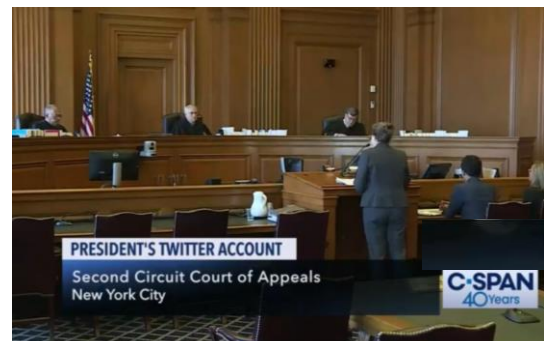 PRESIDENT'S TWITTER ACCOUNT
Second Circuit Court of Appeals
New York City
C-SPAN
40 Years